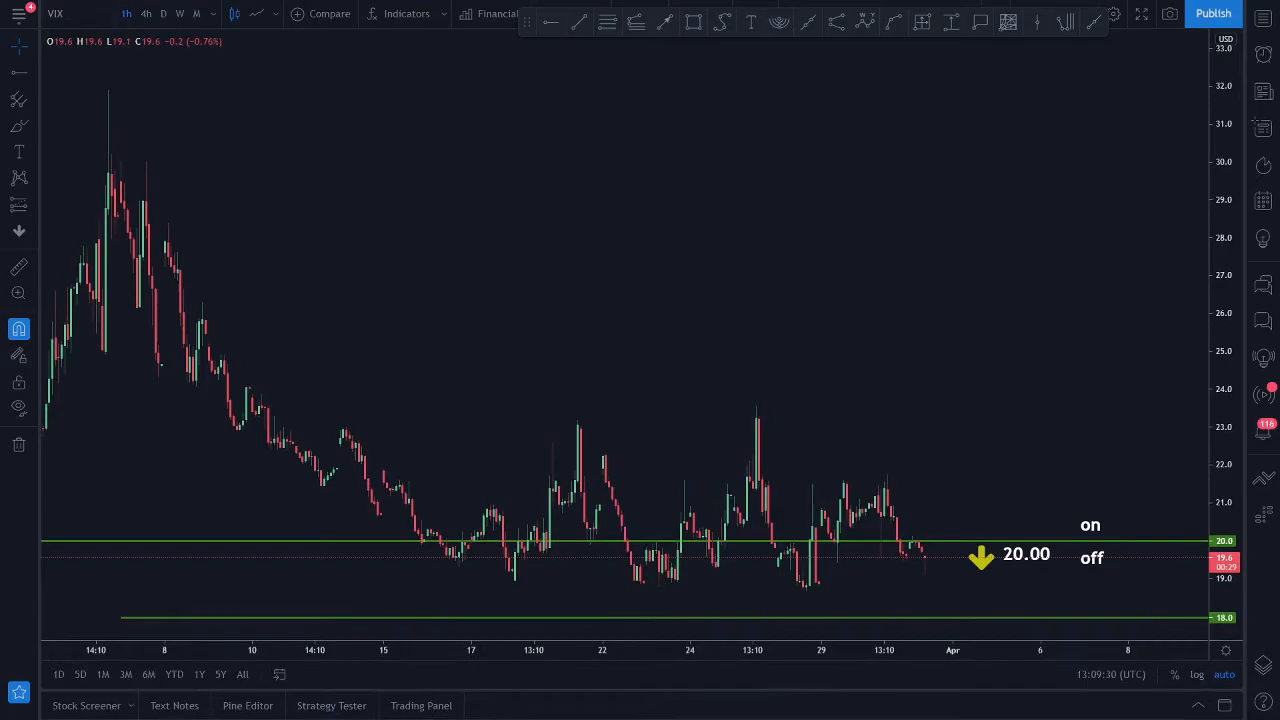 4
VIX
1h
4h
D
W
M
Compare
Indicators
Financial
Publish
O19.6 H19.6 L19.1 C19.6 −0.2 (−0.76%)
USD
33.0
32.0
31.0
30.0
29.0
28.0
27.0
26.0
25.0
24.0
23.0
22.0
21.0
20.0
19.6
00:29
19.0
18.0
on
20.00
off
116
14:10
8
10
14:10
15
17
13:10
22
24
13:10
29
13:10
Apr
6
8
1D
5D
1M
3M
6M
YTD
1Y
5Y
All
13:09:30 (UTC)
%
log
auto
Stock Screener
Text Notes
Pine Editor
Strategy Tester
Trading Panel